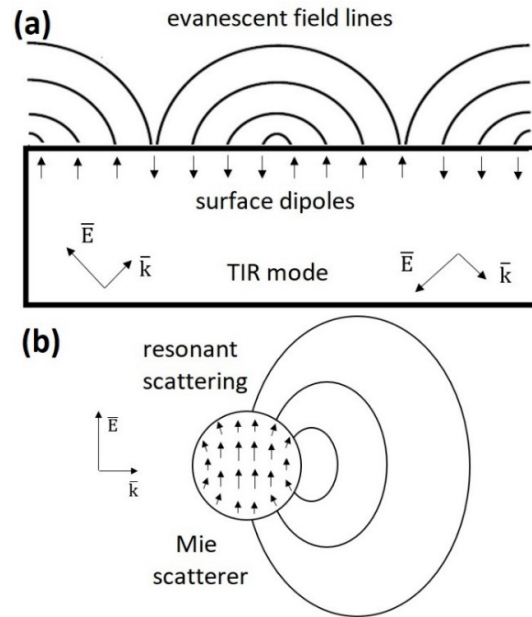 (a)
evanescent field lines
surface dipoles
E̅
k̅
TIR mode
E̅
k̅
(b)
resonant
scattering
E̅
k̅
Mie
scatterer